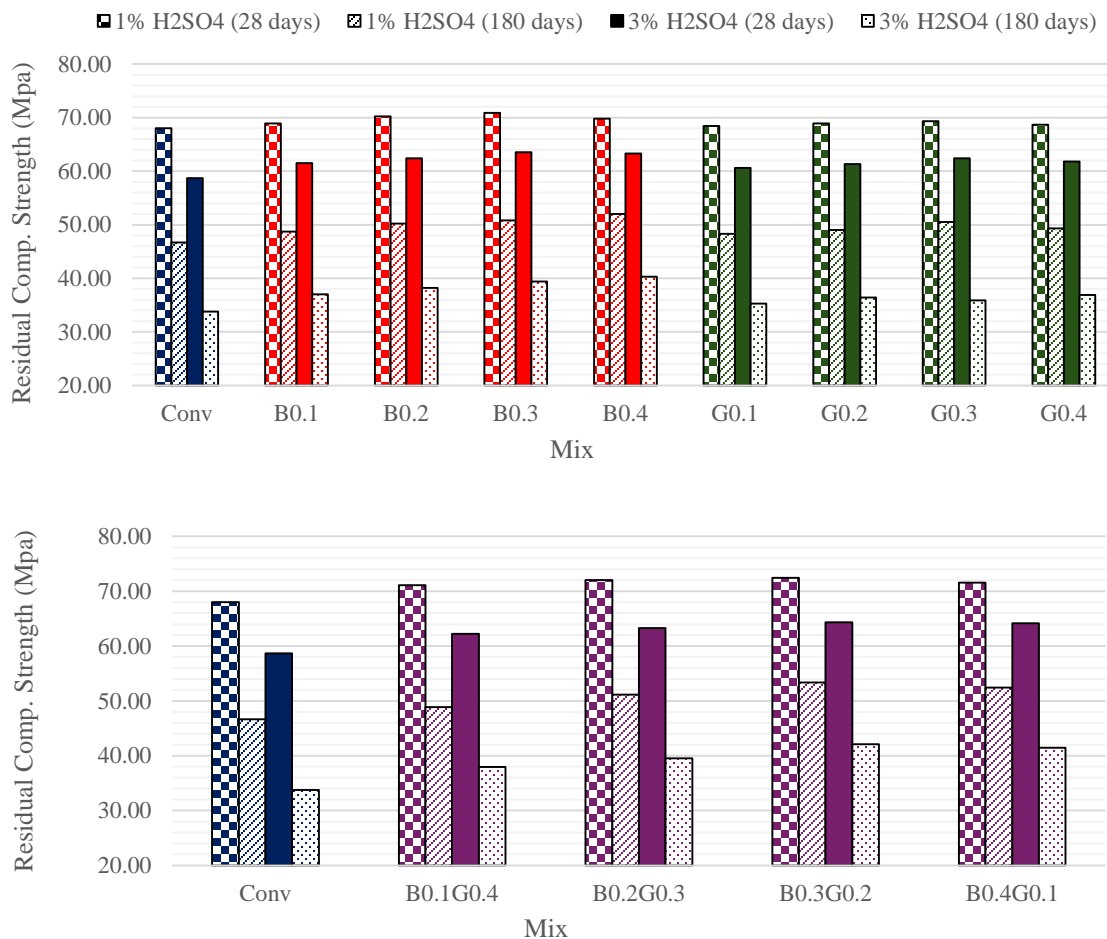 1% H2SO4 (28 days) 1% H2SO4 (180 days) 3% H2SO4 (28 days) 3% H2SO4 (180 days)
Residual Comp. Strength (Mpa)
80.00
70.00
60.00
50.00
40.00
30.00
20.00
Conv B0.1 B0.2 B0.3 B0.4 G0.1 G0.2 G0.3 G0.4
Mix
Residual Comp. Strength (Mpa)
80.00
70.00
60.00
50.00
40.00
30.00
20.00
Conv B0.1G0.4 B0.2G0.3 B0.3G0.2 B0.4G0.1
Mix